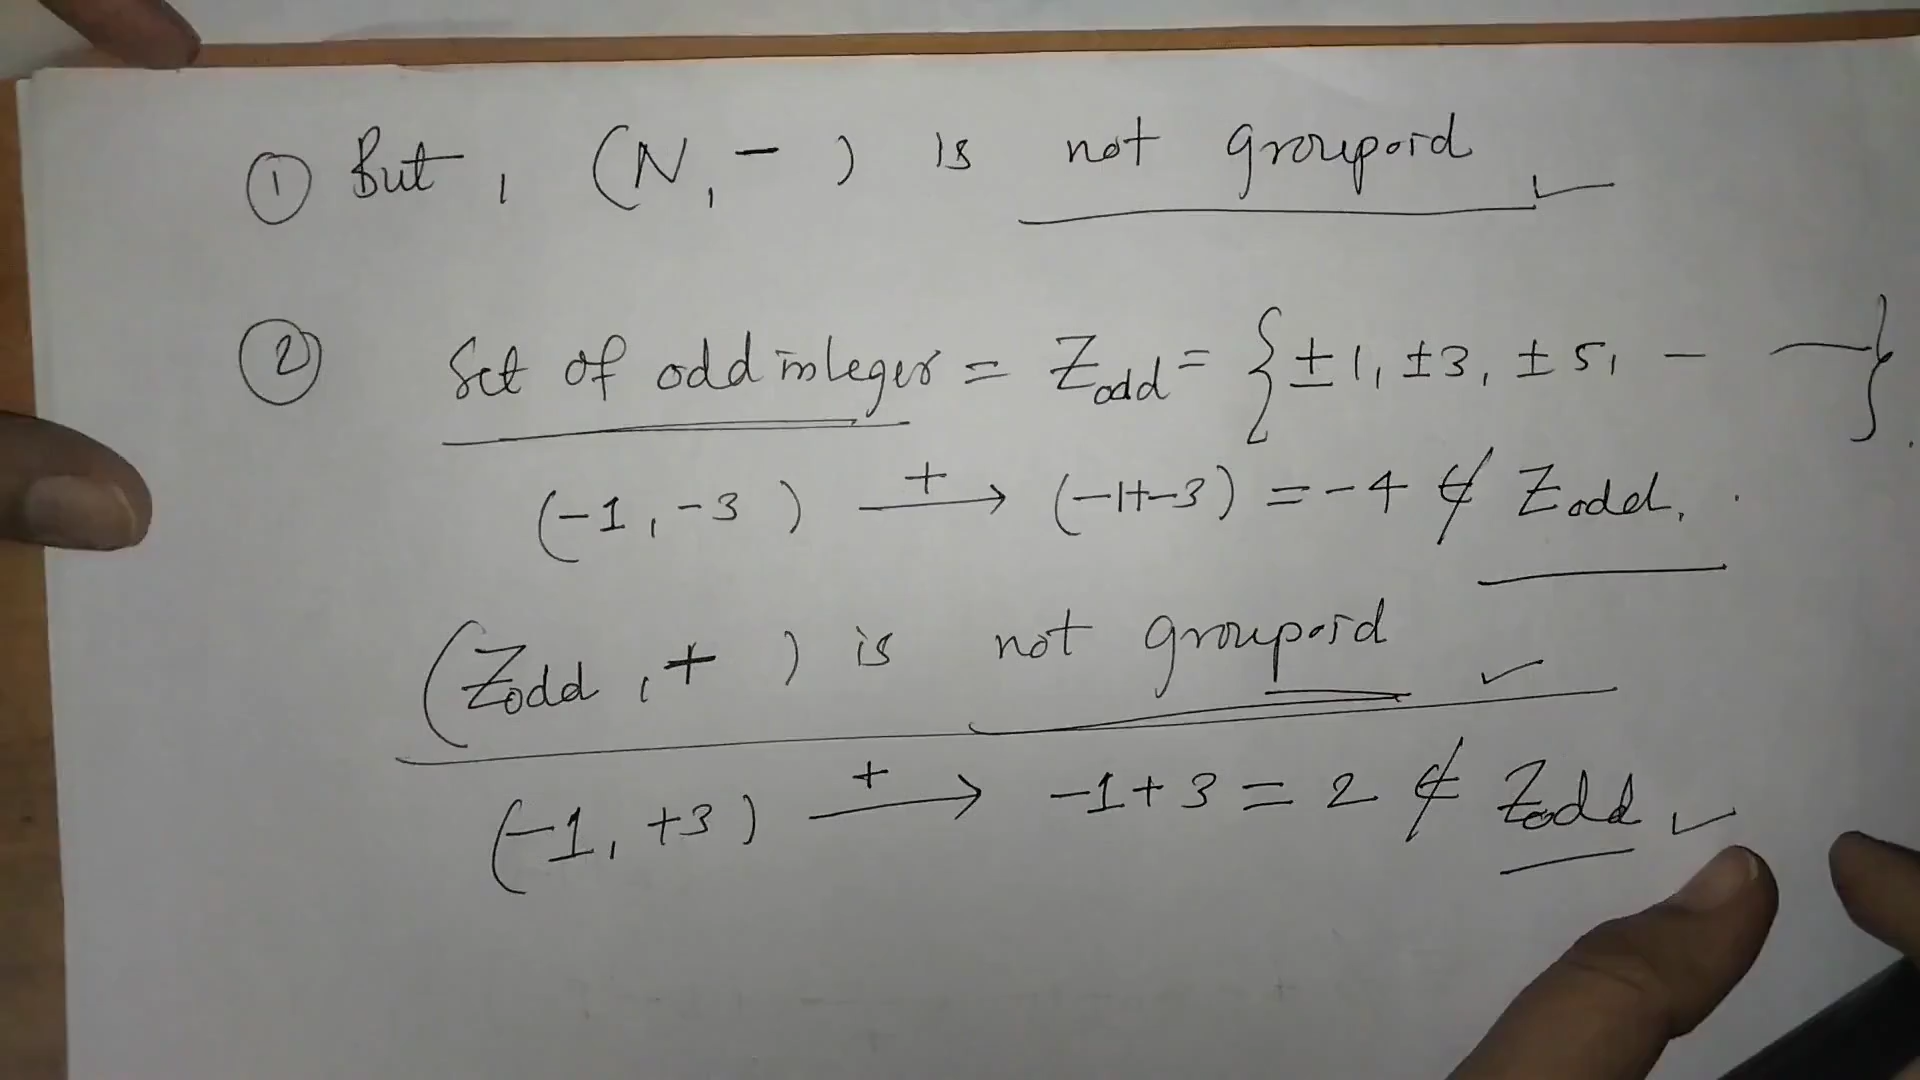 ① But, (N, -) is not groupoid
② Set of odd integer = Zodd = {±1, ±3, ±5, - —}
(-1, -3) + → (-1+-3) = -4 ∉ Zodd.
(Zodd, +) is not groupoid
(-1, +3) + → -1+3 = 2 ∉ Zodd